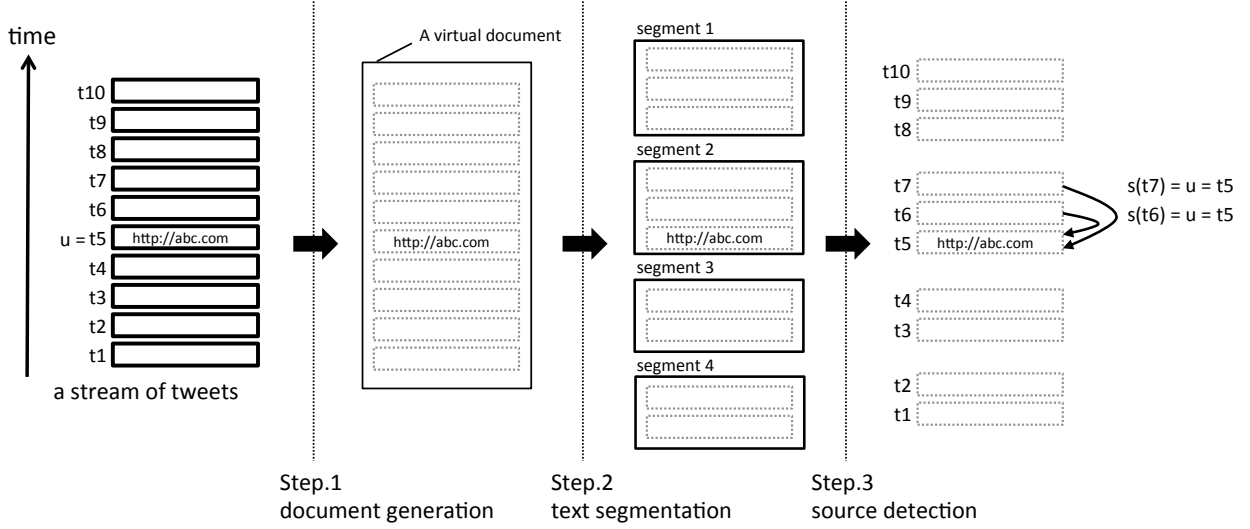 time
t10
t9
t8
t7
t6
u = t5 http://abc.com
t4
t3
t2
t1
a stream of tweets
A virtual document
http://abc.com
Step.1
document generation
segment 1
segment 2
http://abc.com
segment 3
segment 4
Step.2
text segmentation
t10
t9
t8
t7
t6
t5 http://abc.com
t4
t3
t2
t1
s(t7) = u = t5
s(t6) = u = t5
Step.3
source detection